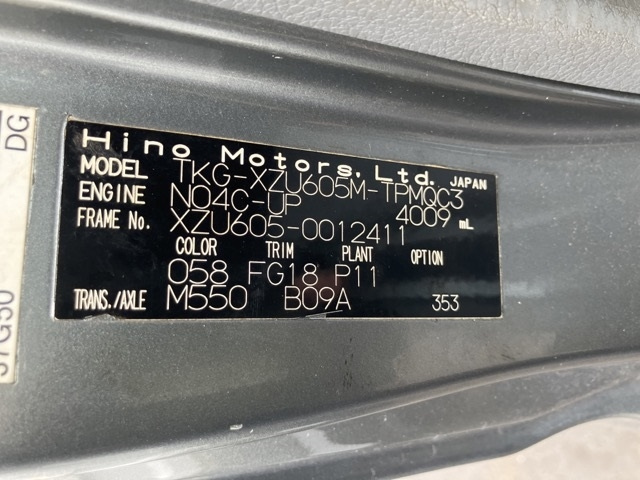 Hino Motors, Ltd. JAPAN
MODEL TKG-XZU605M-TPMQC3
ENGINE N04C-UP 4009 mL
FRAME No. XZU605-0012411
COLOR TRIM PLANT OPTION
058 FG18 P11
TRANS./AXLE M550 B09A 353
DG
37G50